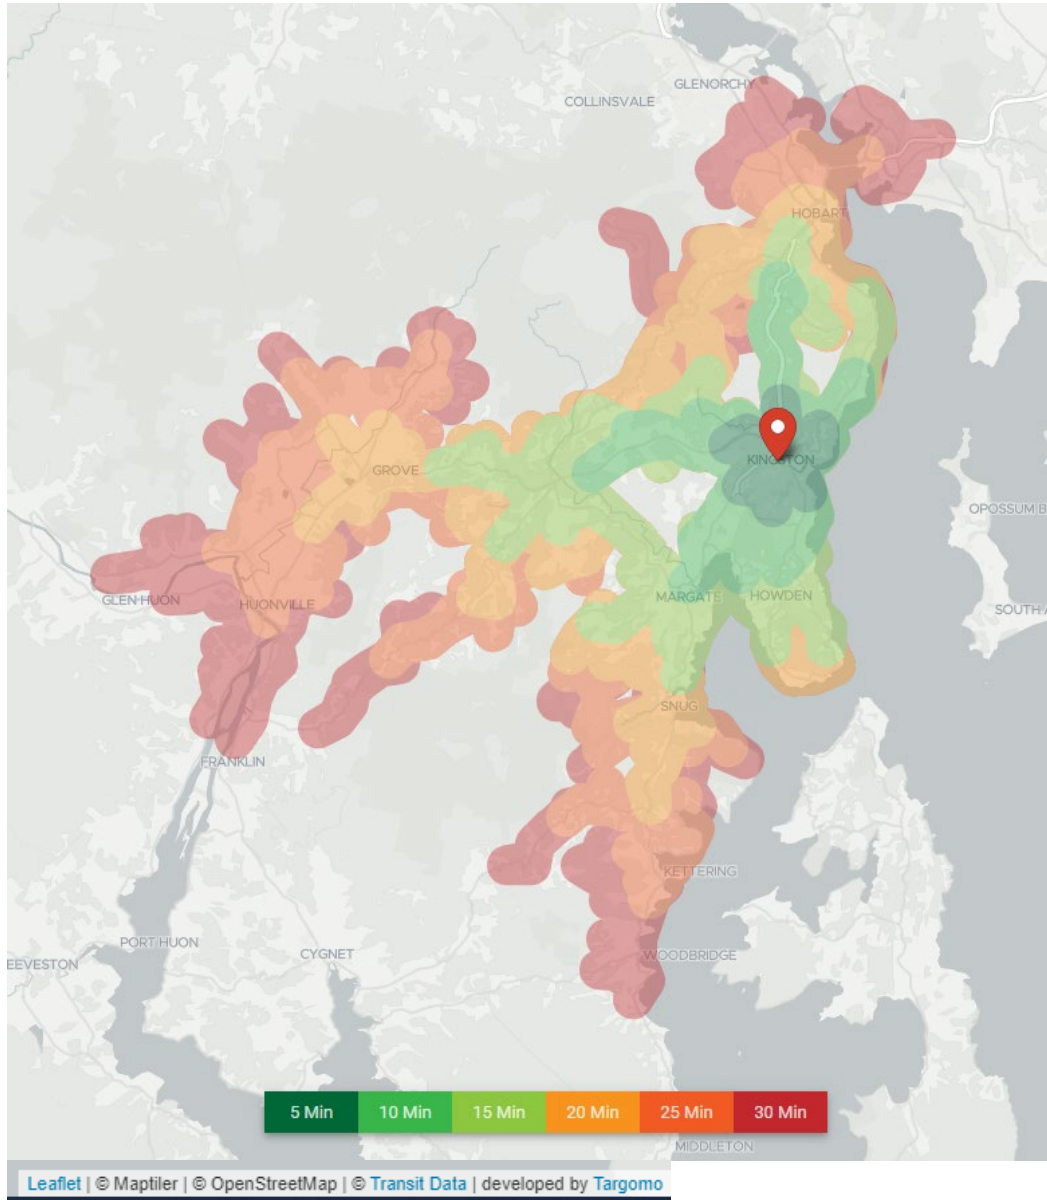 GLENORCHY
COLLINSVALE
HOBART
KINGSTON
GROVE
OPOSSUM B
GLEN HUON
HUONVILLE
MARGATE
HOWDEN
SOUTH A
SNUG
FRANKLIN
KETTERING
PORT HUON
CYGNET
WOODBRIDGE
EEVESTON
5 Min 10 Min 15 Min 20 Min 25 Min 30 Min
MIDDLETON
Leaflet | © Maptiler | © OpenStreetMap | © Transit Data | developed by Targomo